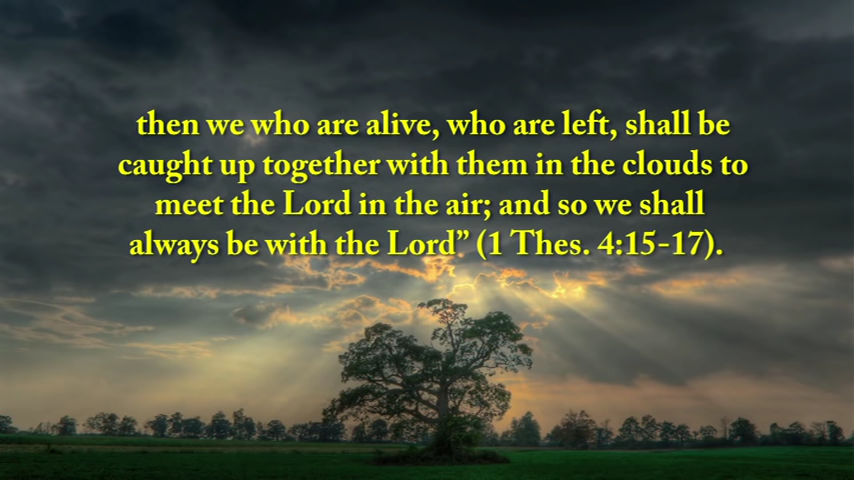 then we who are alive, who are left, shall be
caught up together with them in the clouds to
meet the Lord in the air; and so we shall
always be with the Lord” (1 Thes. 4:15-17).